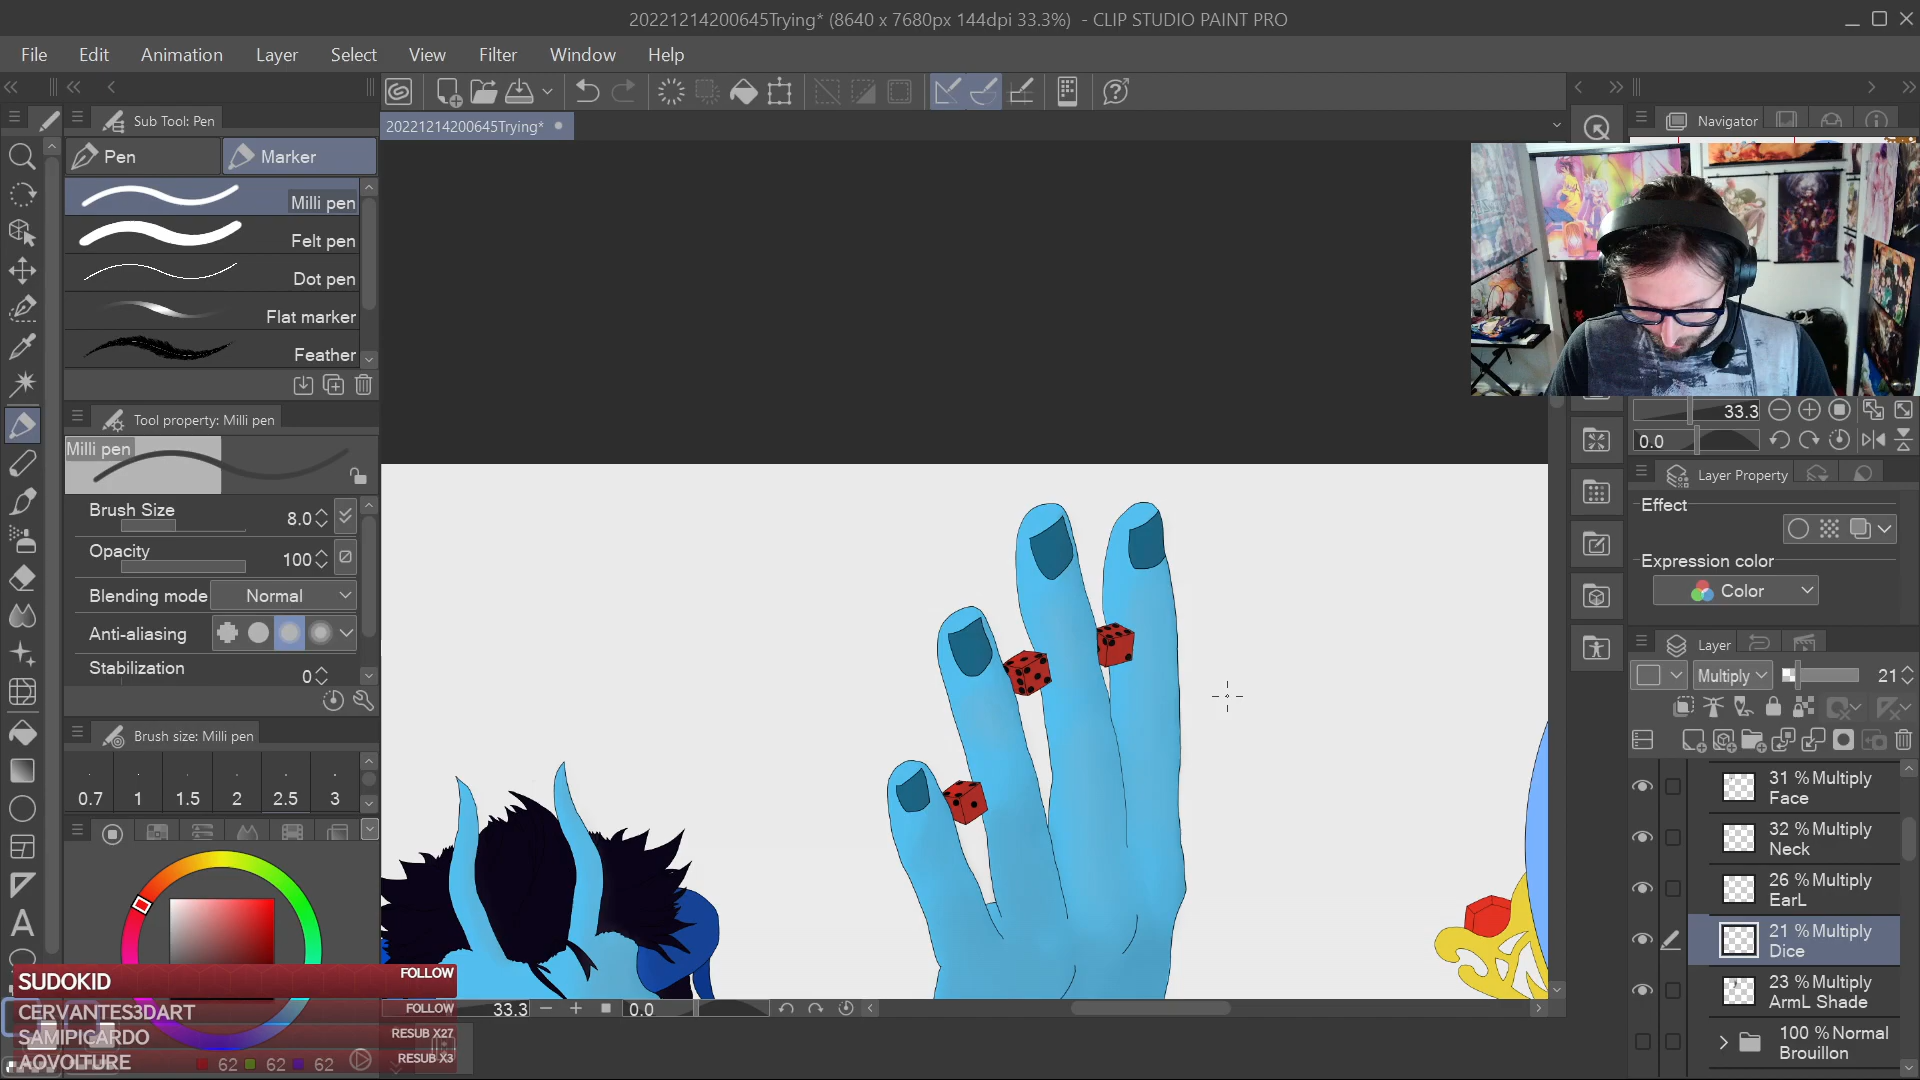 20221214200645Trying* (8640 x 7680px 144dpi 33.3%)  - CLIP STUDIO PAINT PRO
File Edit Animation Layer Select View Filter Window Help
Sub Tool: Pen
20221214200645Trying*
Navigator
Pen Marker
Milli pen
Felt pen
Dot pen
Flat marker
Feather
Tool property: Milli pen
Milli pen
Brush Size 8.0
Opacity 100
Blending mode Normal
Anti-aliasing
Stabilization 0
Brush size: Milli pen
0.7 1 1.5 2 2.5 3
33.3
0.0
Layer Property
Effect
Expression color
Color
Layer
Multiply 21
31 % Multiply
Face
32 % Multiply
Neck
26 % Multiply
EarL
21 % Multiply
Dice
23 % Multiply
ArmL Shade
100 % Normal
Brouillon
SUDOKID FOLLOW
CERVANTES3DART FOLLOW
SAMIPICARDO RESUB X27
AOVOLTURE RESUB X3
62 62 62
33.3 0.0